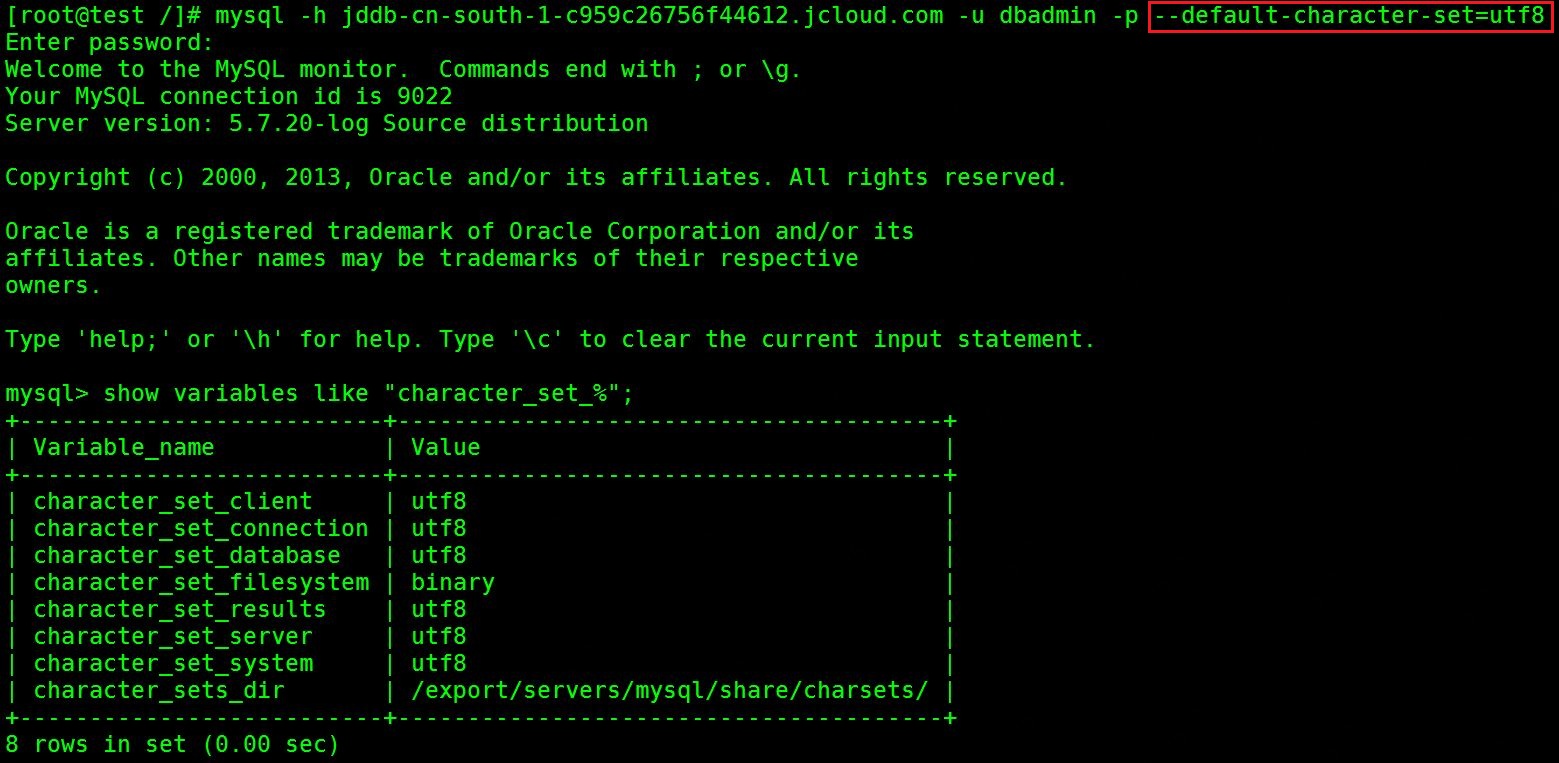 [root@test /]# mysql -h jddb-cn-south-1-c959c26756f44612.jcloud.com -u dbadmin -p --default-character-set=utf8
Enter password:
Welcome to the MySQL monitor.  Commands end with ; or \g.
Your MySQL connection id is 9022
Server version: 5.7.20-log Source distribution

Copyright (c) 2000, 2013, Oracle and/or its affiliates. All rights reserved.

Oracle is a registered trademark of Oracle Corporation and/or its
affiliates. Other names may be trademarks of their respective
owners.

Type 'help;' or '\h' for help. Type '\c' to clear the current input statement.

mysql> show variables like "character_set_%";
+--------------------------+---------------------------------------+
| Variable_name            | Value                                 |
+--------------------------+---------------------------------------+
| character_set_client     | utf8                                  |
| character_set_connection | utf8                                  |
| character_set_database   | utf8                                  |
| character_set_filesystem | binary                                |
| character_set_results    | utf8                                  |
| character_set_server     | utf8                                  |
| character_set_system     | utf8                                  |
| character_sets_dir       | /export/servers/mysql/share/charsets/ |
+--------------------------+---------------------------------------+
8 rows in set (0.00 sec)